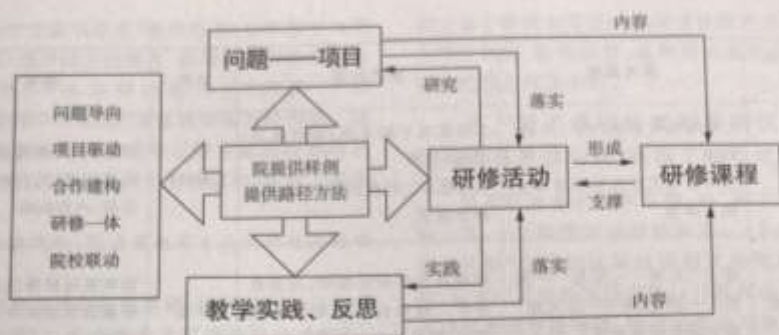 问题——项目
内容
研究
落实
问题导向
项目驱动
合作建构
研修一体
院校联动
院提供样例
提供路径方法
研修活动
形成
支撑
研修课程
实践
落实
教学实践、反思
内容